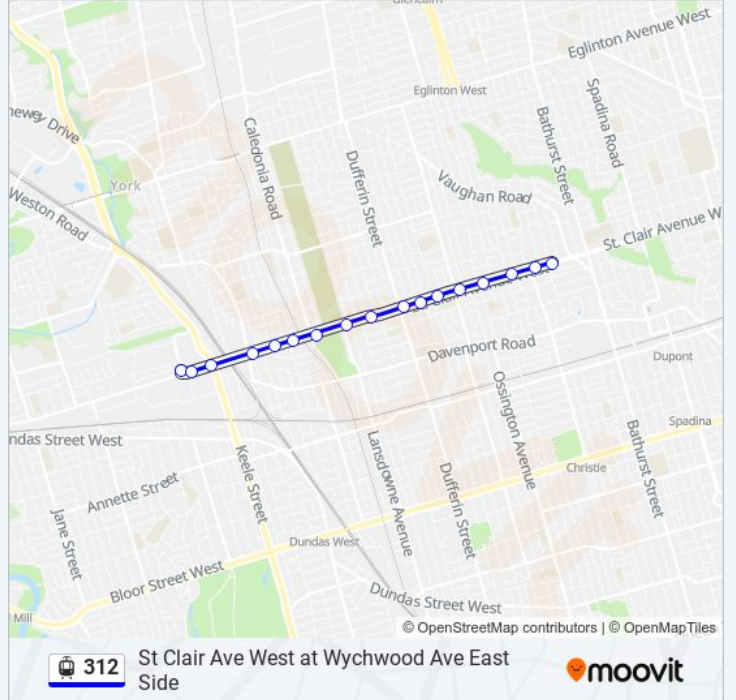 Glencairn
Eglinton Avenue West
Eglinton West
Spadina Road
Bathurst Street
Caledonia Road
Dufferin Street
Vaughan Road
Drive
York
Weston Road
St. Clair Avenue W
Davenport Road
Dupont
Ossington Avenue
Spadina
ndas Street West
Lansdowne Avenue
Bathurst Street
Christie
Keele Street
Dufferin Street
Annette Street
Jane Street
Dundas West
Bloor Street West
Dundas Street West
l Mill
© OpenStreetMap contributors | © OpenMapTiles
312
St Clair Ave West at Wychwood Ave East
Side
moovit